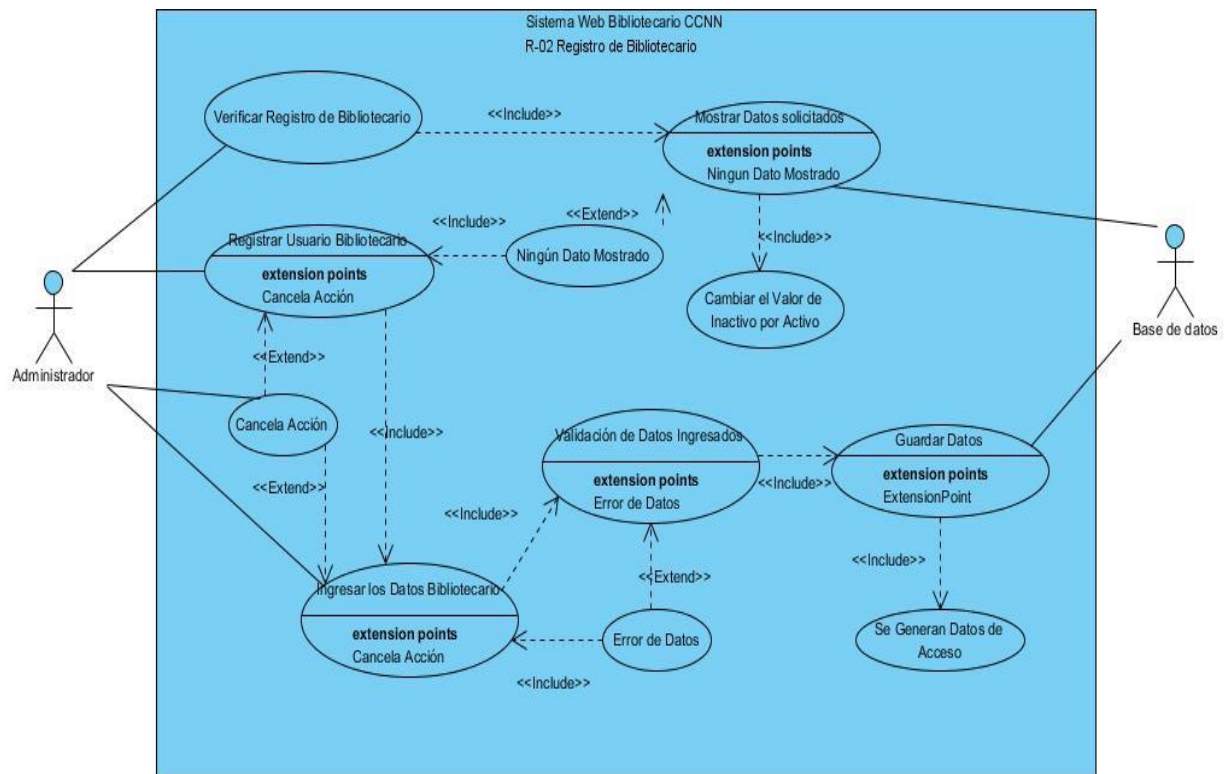 Sistema Web Bibliotecario CCNN
R-02 Registro de Bibliotecario
Verificar Registro de Bibliotecario
<<Include>>
Mostrar Datos solicitados
extension points
Ningun Dato Mostrado
<<Include>>
<<Extend>>
Registrar Usuario Bibliotecario
extension points
Cancela Acción
Ningún Dato Mostrado
<<Include>>
Cambiar el Valor de
Inactivo por Activo
Administrador
Base de datos
<<Extend>>
Cancela Acción
<<Include>>
<<Extend>>
Validación de Datos Ingresados
extension points
Error de Datos
<<Include>>
Guardar Datos
extension points
ExtensionPoint
<<Include>>
<<Extend>>
<<Include>>
Ingresar los Datos Bibliotecario
extension points
Cancela Acción
Error de Datos
<<Include>>
Se Generan Datos de
Acceso